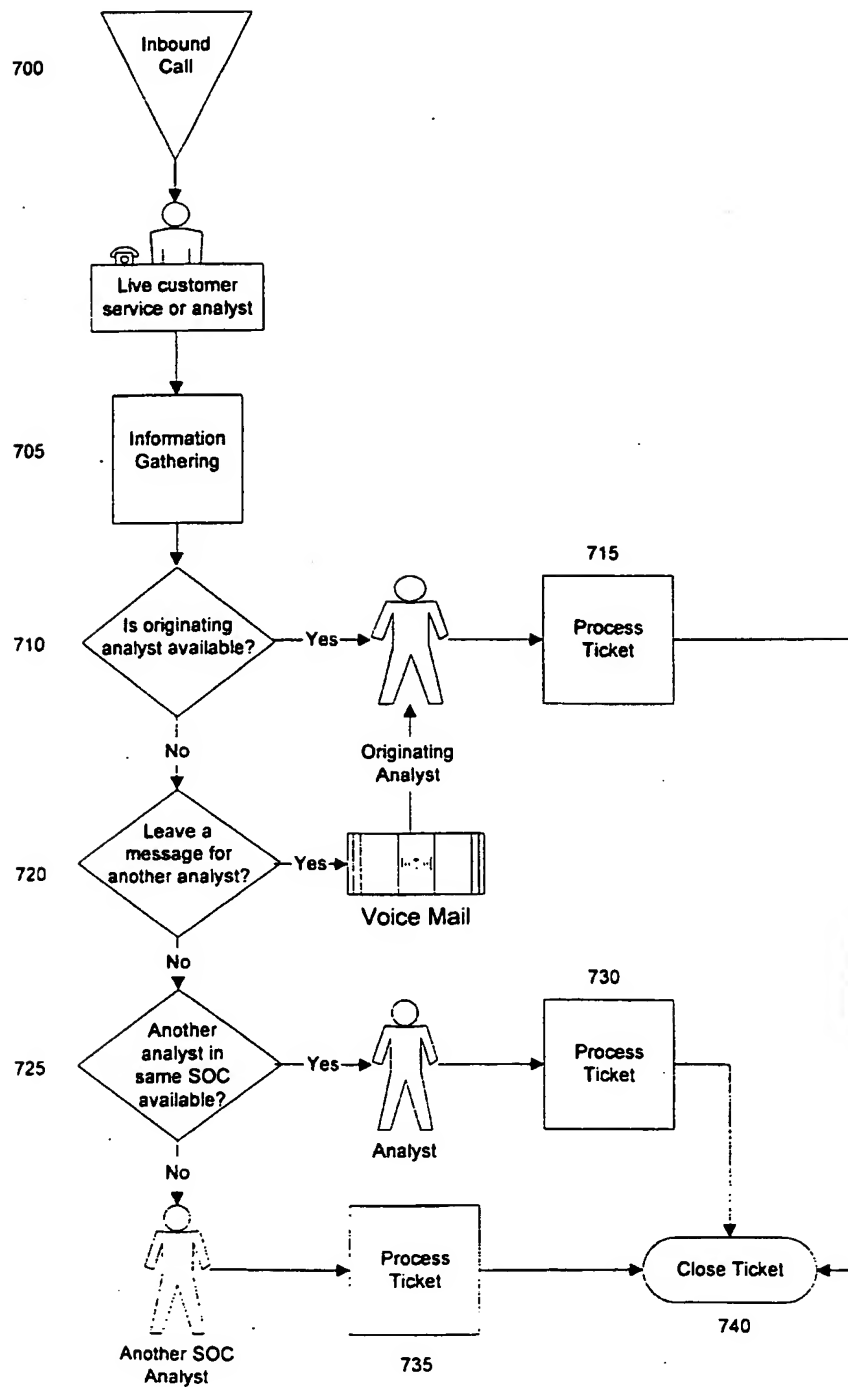 700
Inbound
Call
Live customer
service or analyst
705
Information
Gathering
710
Is originating
analyst available?
Yes
Originating
Analyst
715
Process
Ticket
No
720
Leave a
message for
another analyst?
Yes
Voice Mail
No
725
Another
analyst in
same SOC
available?
Yes
Analyst
730
Process
Ticket
No
Another SOC
Analyst
Process
Ticket
735
Close Ticket
740